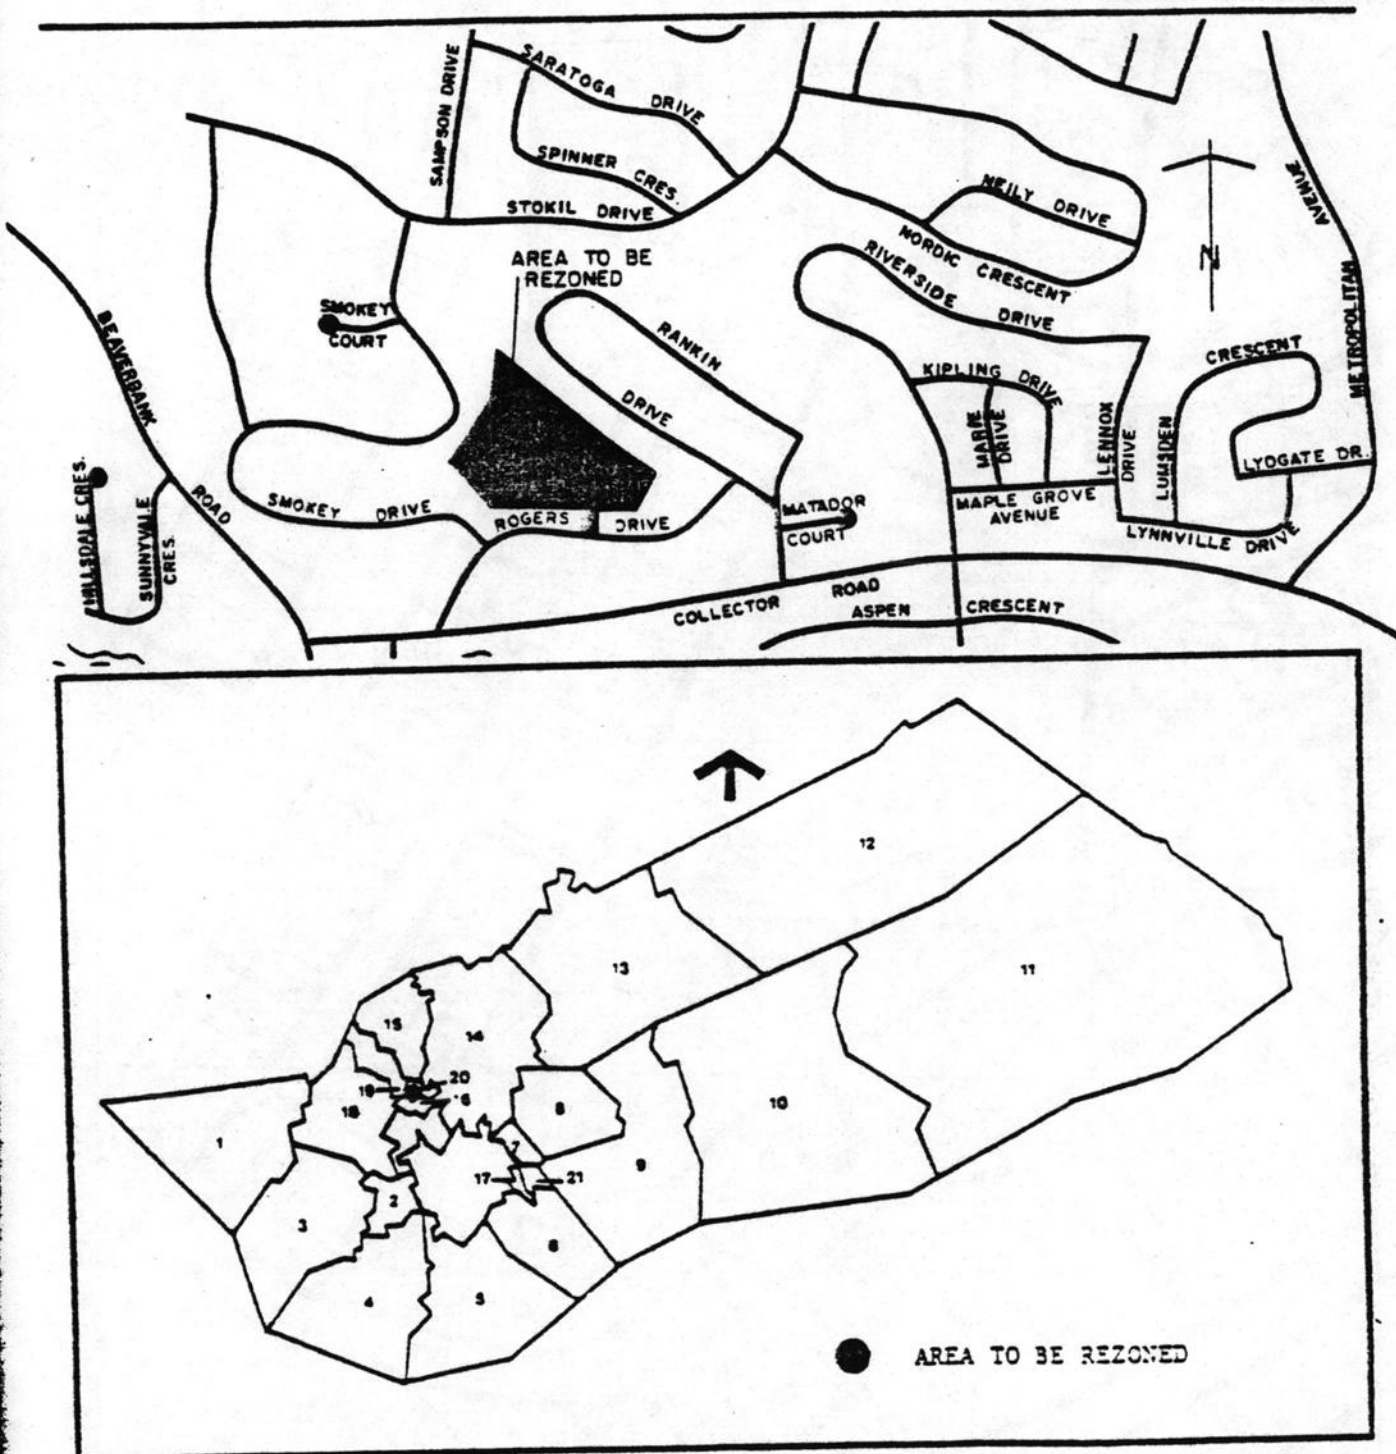 SAMPSON DRIVE
SARATOGA DRIVE
SPINNER CRES.
STOKIL DRIVE
NEILY DRIVE
NORDIC CRESCENT
RIVERSIDE DRIVE
METROPOLITAN AVENUE
N
AREA TO BE
REZONED
SMOKEY
COURT
RANKIN
DRIVE
BEAVERBANK
ROAD
KIPLING DRIVE
MARIE
DRIVE
LENNOX
DRIVE
LUMSDEN
CRESCENT
LYDGATE DR.
HILLSDALE CRES.
SUNNYVALE
CRES.
SMOKEY DRIVE
ROGERS DRIVE
MATADOR
COURT
MAPLE GROVE
AVENUE
LYNNVILLE DRIVE
COLLECTOR ROAD
ASPEN CRESCENT
12
13
11
15
14
20
19
16
18
8
10
1
7
9
17
21
2
3
6
4
5
AREA TO BE REZONED